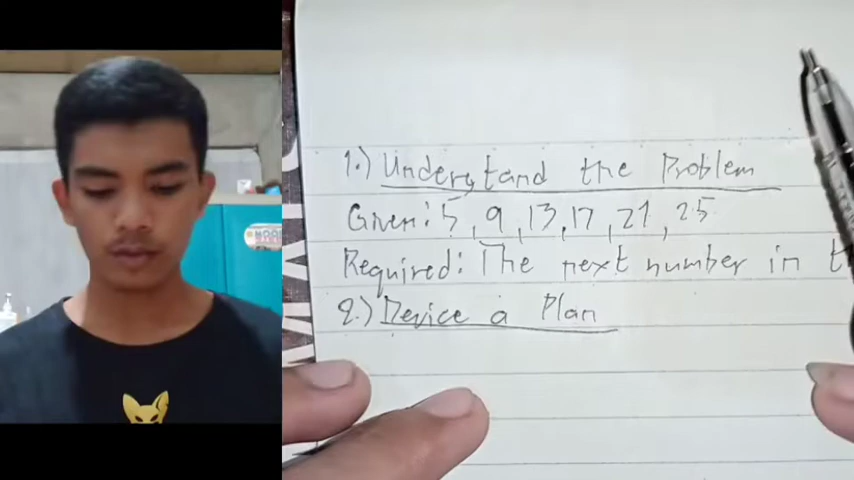 1.) Understand the Problem
Given: 5, 9, 13, 17, 21, 25
Required: The next number in t
2.) Device a Plan